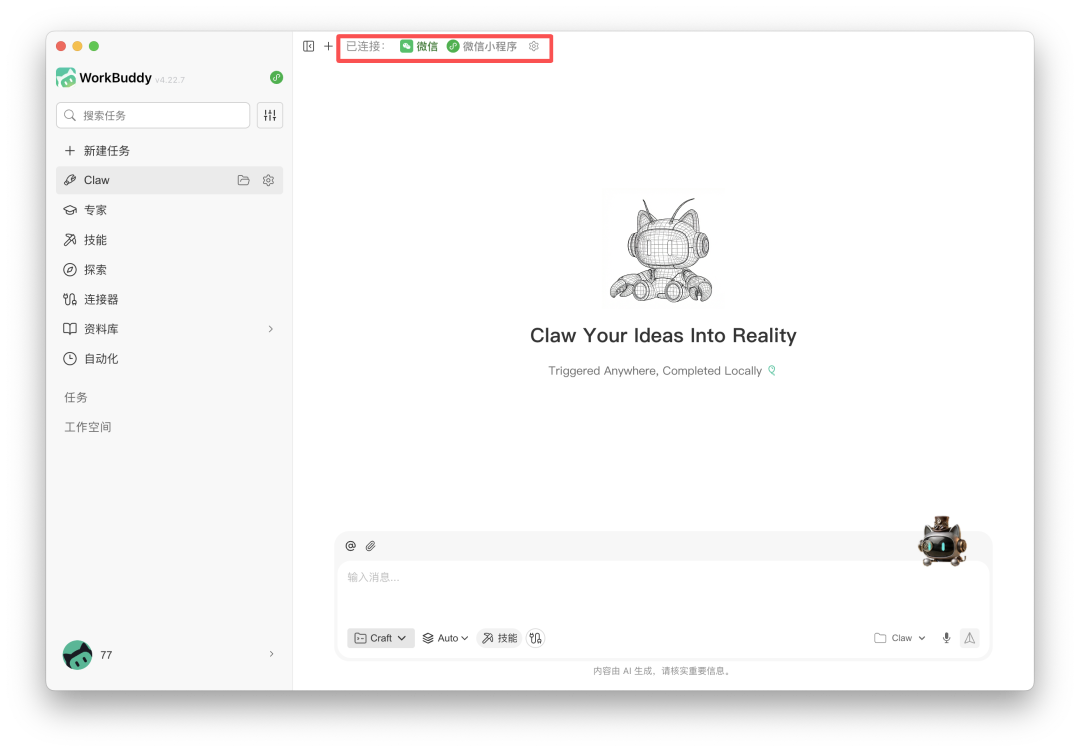 已连接： 微信 微信小程序
WorkBuddy v4.22.7
搜索任务
新建任务
Claw
专家
技能
探索
连接器
资料库
自动化
任务
工作空间
77
Claw Your Ideas Into Reality
Triggered Anywhere, Completed Locally
输入消息...
Craft Auto 技能 Claw
内容由 AI 生成，请核实重要信息。